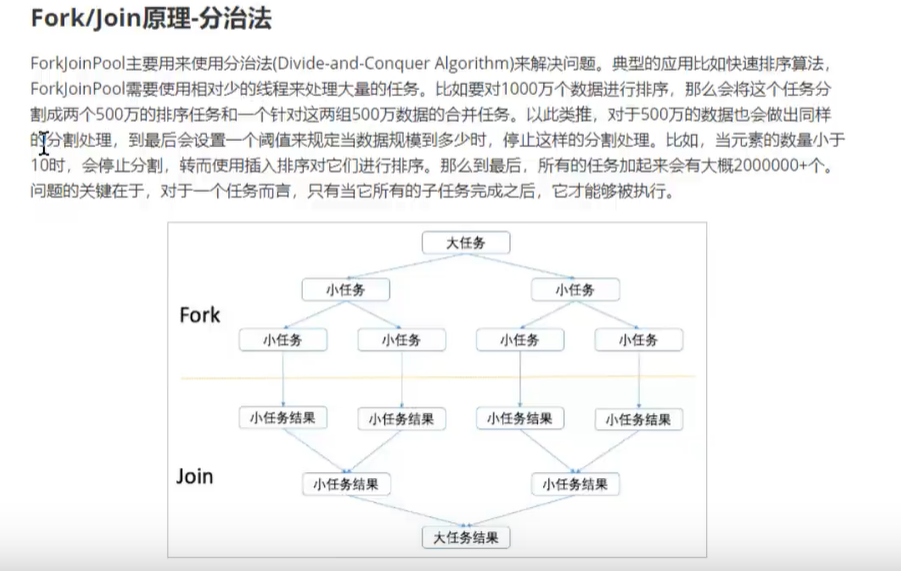 Fork/Join原理-分治法
ForkJoinPool主要用来使用分治法(Divide-and-Conquer Algorithm)来解决问题。典型的应用比如快速排序算法，
ForkJoinPool需要使用相对少的线程来处理大量的任务。比如要对1000万个数据进行排序，那么会将这个任务分
割成两个500万的排序任务和一个针对这两组500万数据的合并任务。以此类推，对于500万的数据也会做出同样
的分割处理，到最后会设置一个阈值来规定当数据规模到多少时，停止这样的分割处理。比如，当元素的数量小于
10时，会停止分割，转而使用插入排序对它们进行排序。那么到最后，所有的任务加起来会有大概2000000+个。
问题的关键在于，对于一个任务而言，只有当它所有的子任务完成之后，它才能够被执行。
大任务
小任务 小任务
Fork
小任务 小任务 小任务 小任务
小任务结果 小任务结果 小任务结果 小任务结果
Join
小任务结果 小任务结果
大任务结果